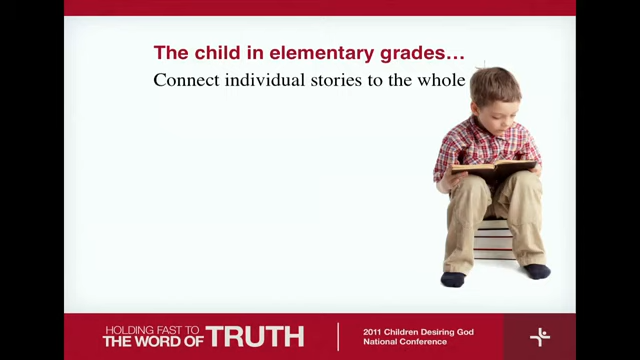 The child in elementary grades…
Connect individual stories to the whole
HOLDING FAST TO
THE WORD OF TRUTH
2011 Children Desiring God
National Conference